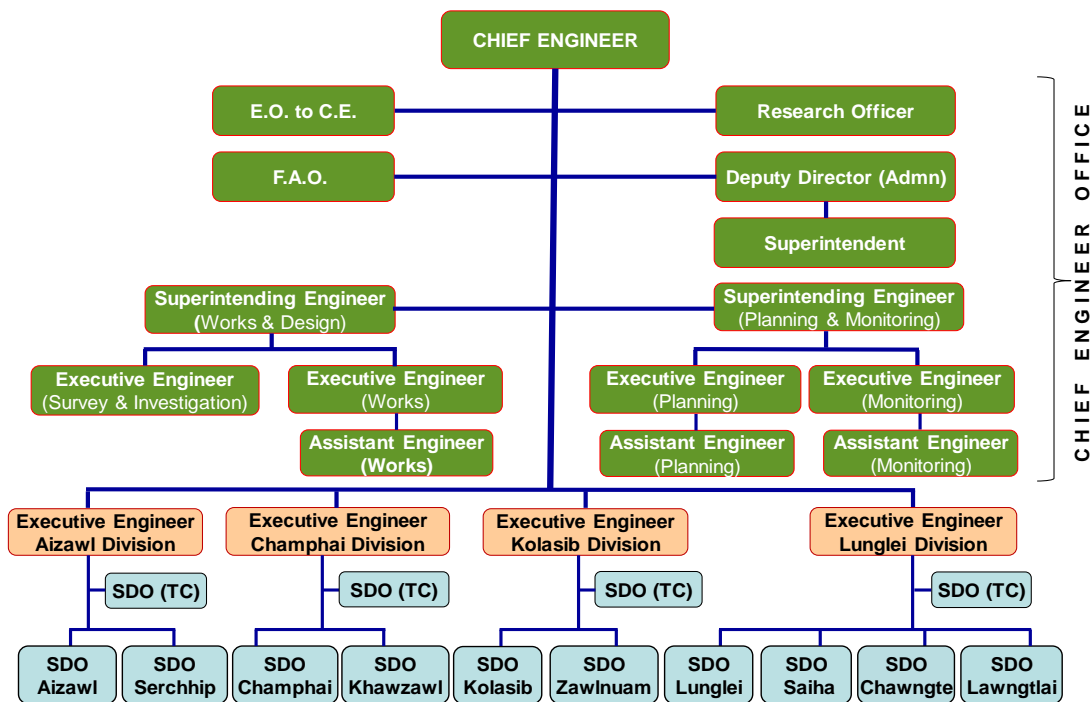 CHIEF ENGINEER
E.O. to C.E.
Research Officer
F.A.O.
Deputy Director (Admn)
Superintendent
Superintending Engineer
(Works & Design)
Superintending Engineer
(Planning & Monitoring)
Executive Engineer
(Survey & Investigation)
Executive Engineer
(Works)
Executive Engineer
(Planning)
Executive Engineer
(Monitoring)
Assistant Engineer
(Works)
Assistant Engineer
(Planning)
Assistant Engineer
(Monitoring)
CHIEF ENGINEER OFFICE
Executive Engineer
Aizawl Division
Executive Engineer
Champhai Division
Executive Engineer
Kolasib Division
Executive Engineer
Lunglei Division
SDO (TC)
SDO (TC)
SDO (TC)
SDO (TC)
SDO
Aizawl
SDO
Serchhip
SDO
Champhai
SDO
Khawzawl
SDO
Kolasib
SDO
Zawlnuam
SDO
Lunglei
SDO
Saiha
SDO
Chawngte
SDO
Lawngtlai